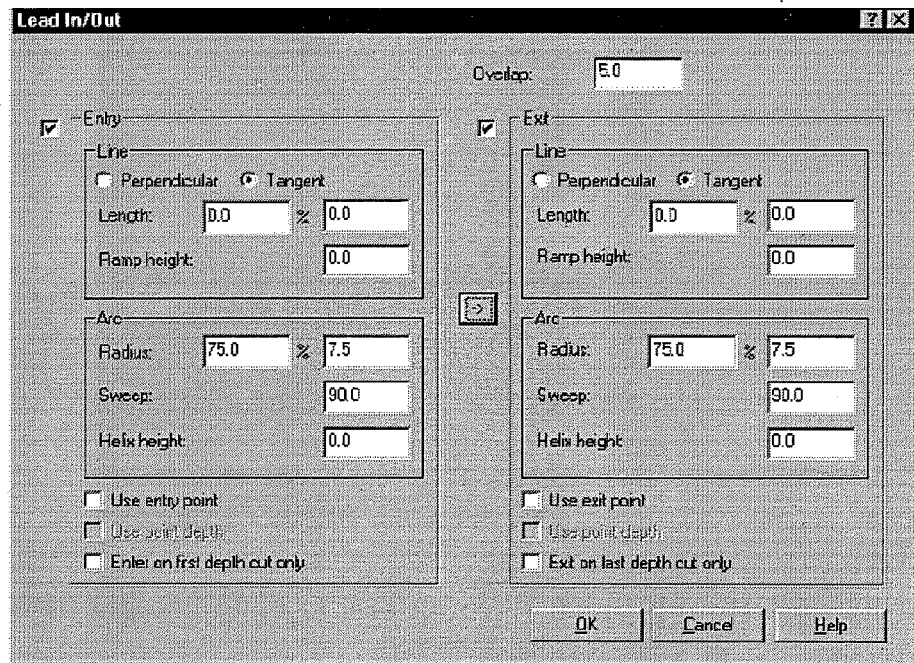 Lead In/Out
Overlap: 5.0
Entry
Line
Perpendicular Tangent
Length: 0.0 % 0.0
Ramp height: 0.0
Arc
Radius: 75.0 % 7.5
Sweep: 90.0
Helix height: 0.0
Use entry point
Use point depth
Enter on first depth cut only
->
Exit
Line
Perpendicular Tangent
Length: 0.0 % 0.0
Ramp height: 0.0
Arc
Radius: 75.0 % 7.5
Sweep: 90.0
Helix height: 0.0
Use exit point
Use point depth
Exit on last depth cut only
OK Cancel Help